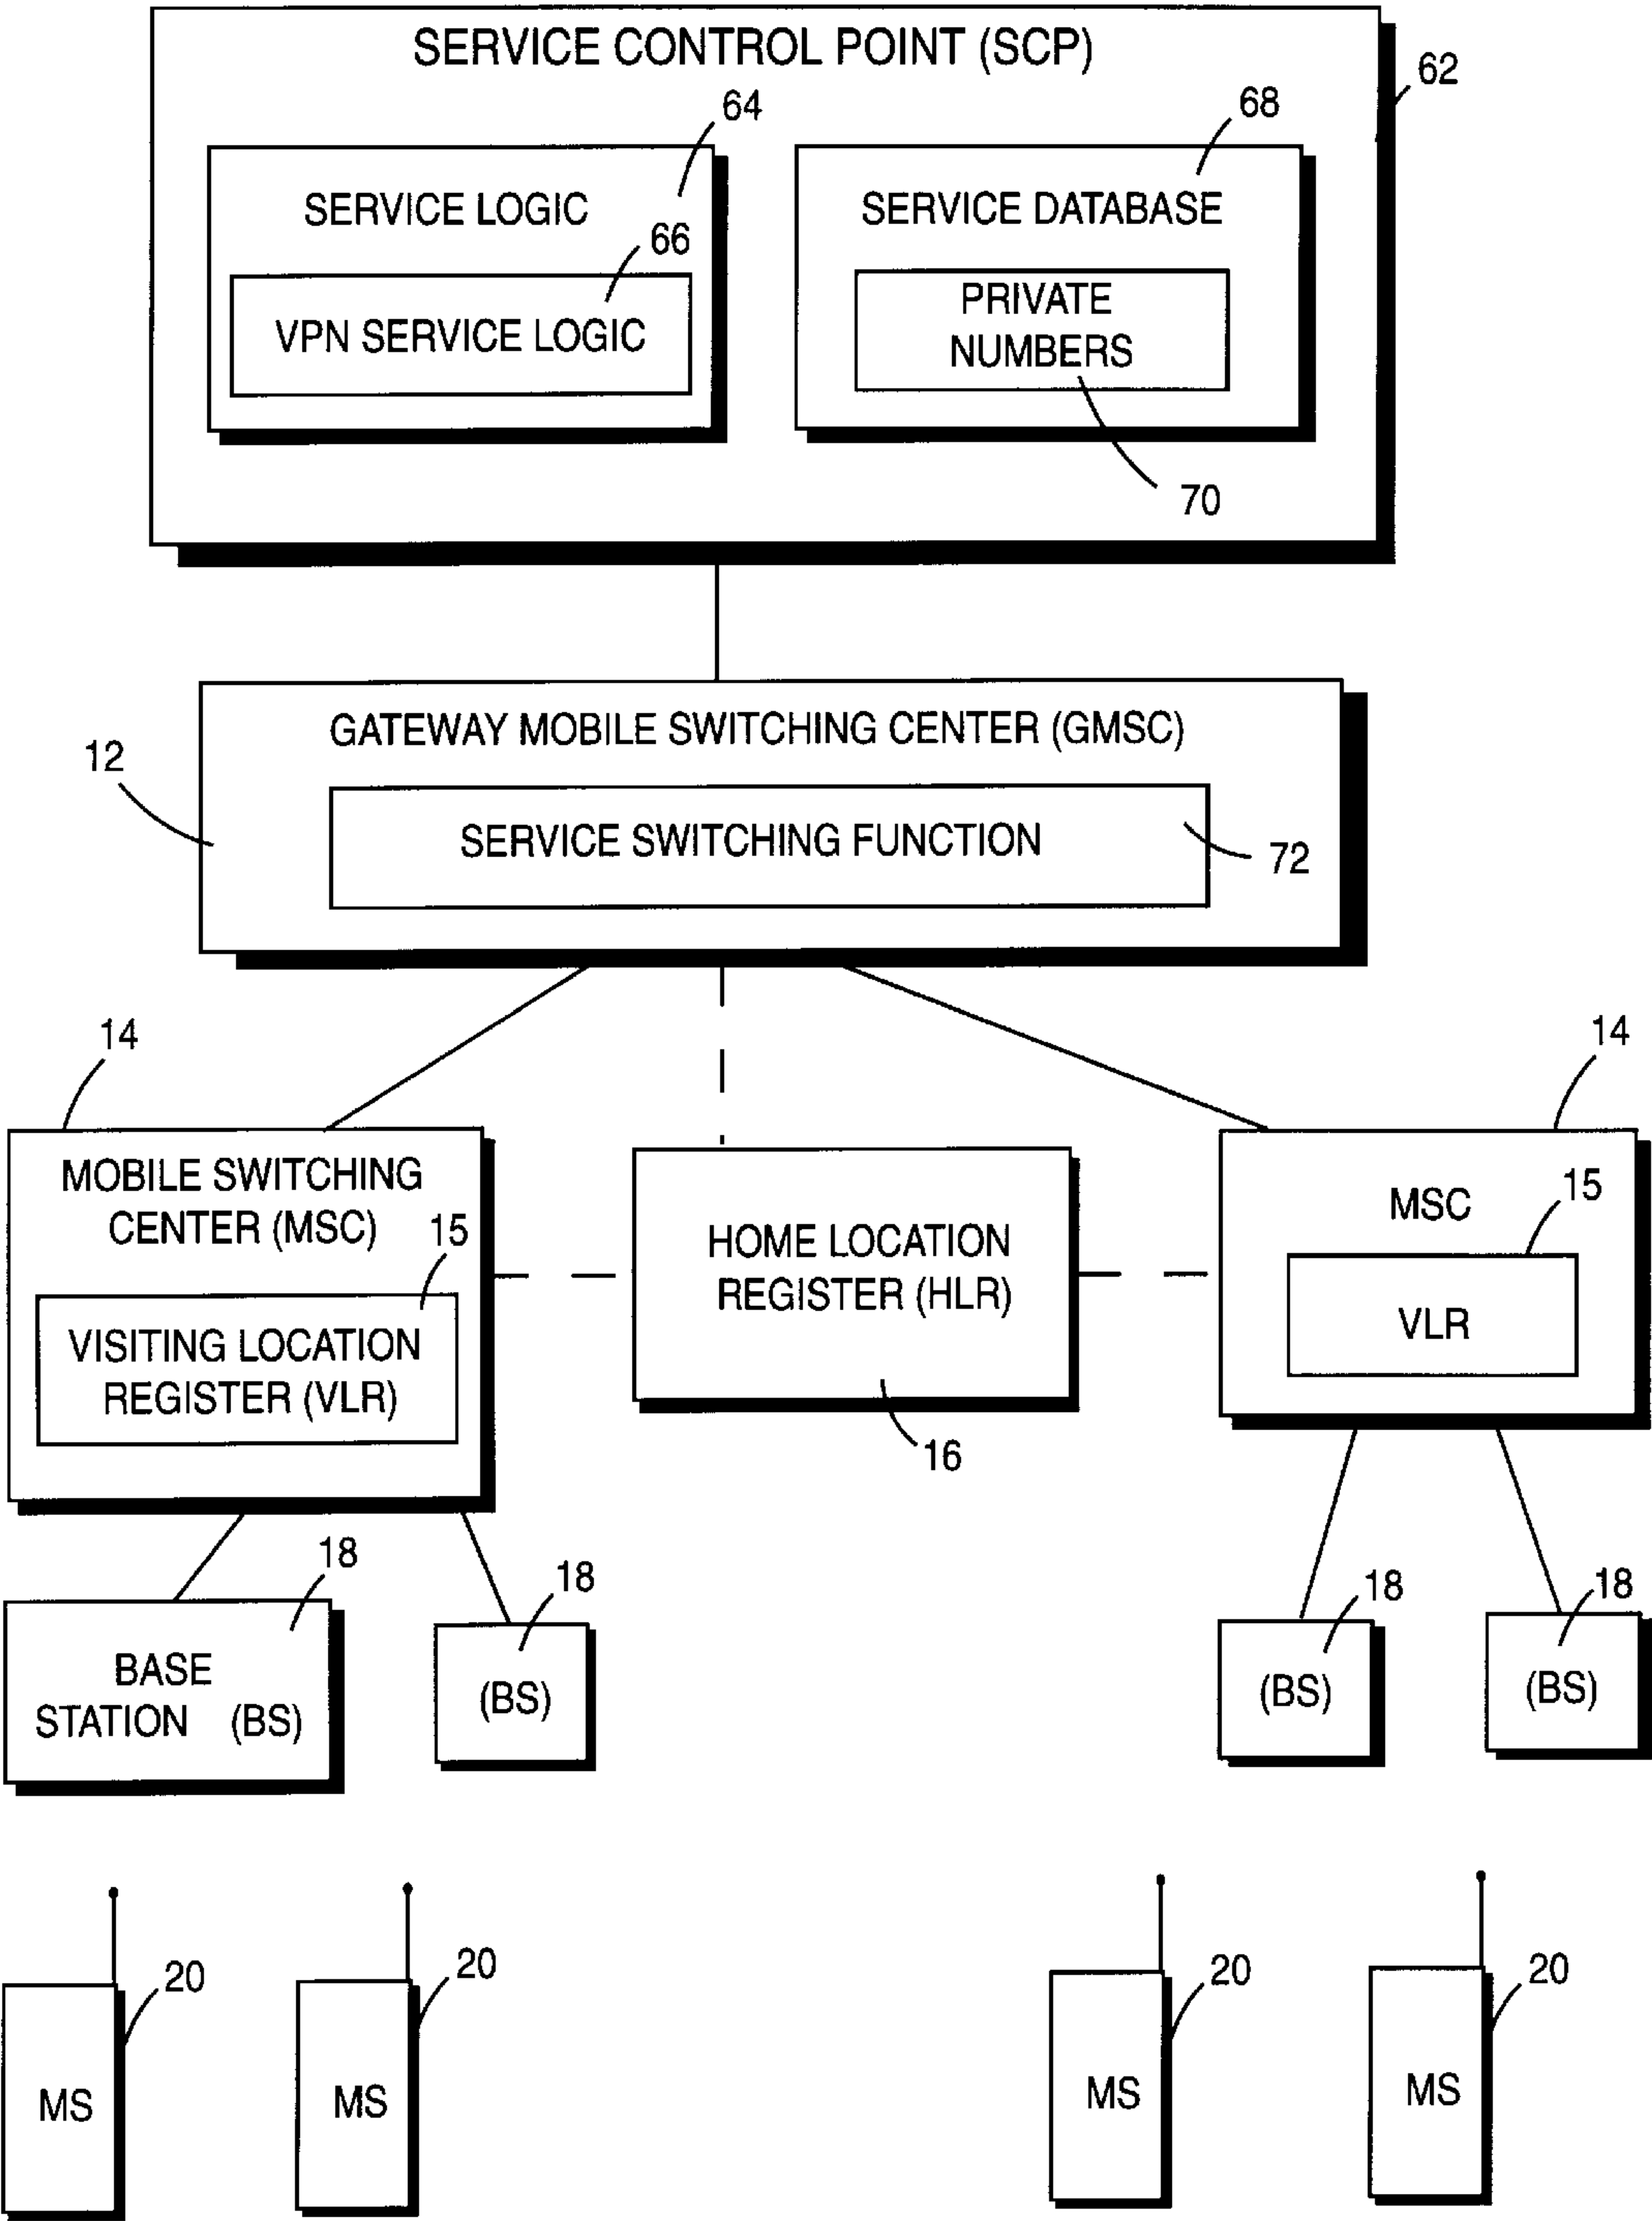 SERVICE CONTROL POINT (SCP)
62
64
68
SERVICE LOGIC
SERVICE DATABASE
66
VPN SERVICE LOGIC
PRIVATE
NUMBERS
70
GATEWAY MOBILE SWITCHING CENTER (GMSC)
12
SERVICE SWITCHING FUNCTION
72
14
14
MOBILE SWITCHING
CENTER (MSC)
15
VISITING LOCATION
REGISTER (VLR)
HOME LOCATION
REGISTER (HLR)
16
MSC
15
VLR
18
BASE
STATION (BS)
18
(BS)
18
(BS)
18
(BS)
20
MS
20
MS
20
MS
20
MS